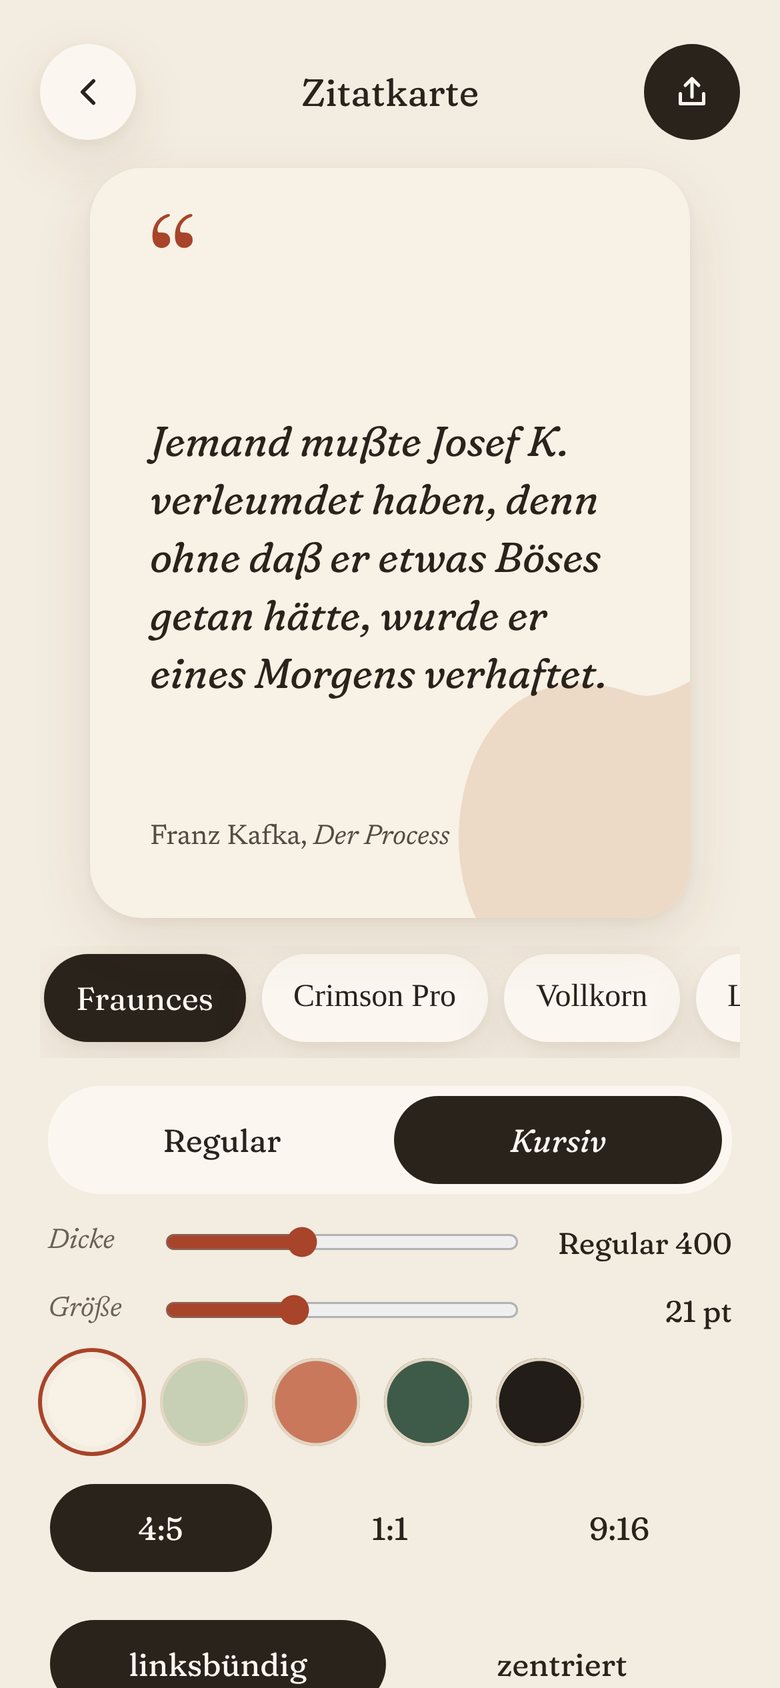 Zitatkarte
“
Jemand mußte Josef K.
verleumdet haben, denn
ohne daß er etwas Böses
getan hätte, wurde er
eines Morgens verhaftet.
Franz Kafka, Der Process
Fraunces Crimson Pro Vollkorn L
Regular Kursiv
Dicke Regular 400
Größe 21 pt
4:5 1:1 9:16
linksbündig zentriert